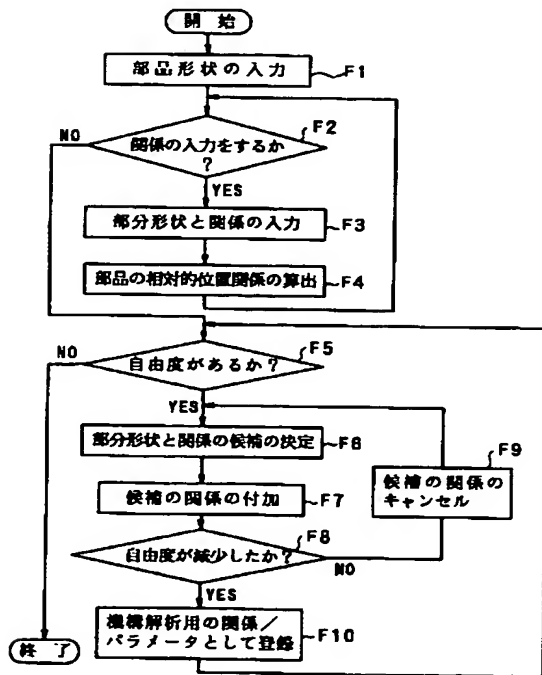 開始
部品形状の入力
F1
F2
NO
関係の入力をするか
?
YES
部分形状と関係の入力
F3
部品の相対的位置関係の算出
F4
NO
自由度があるか?
F5
YES
部分形状と関係の候補の決定
F6
F9
候補の関係の
キャンセル
候補の関係の付加
F7
F8
自由度が減少したか?
NO
YES
機構解析用の関係/
パラメータとして登録
F10
終了